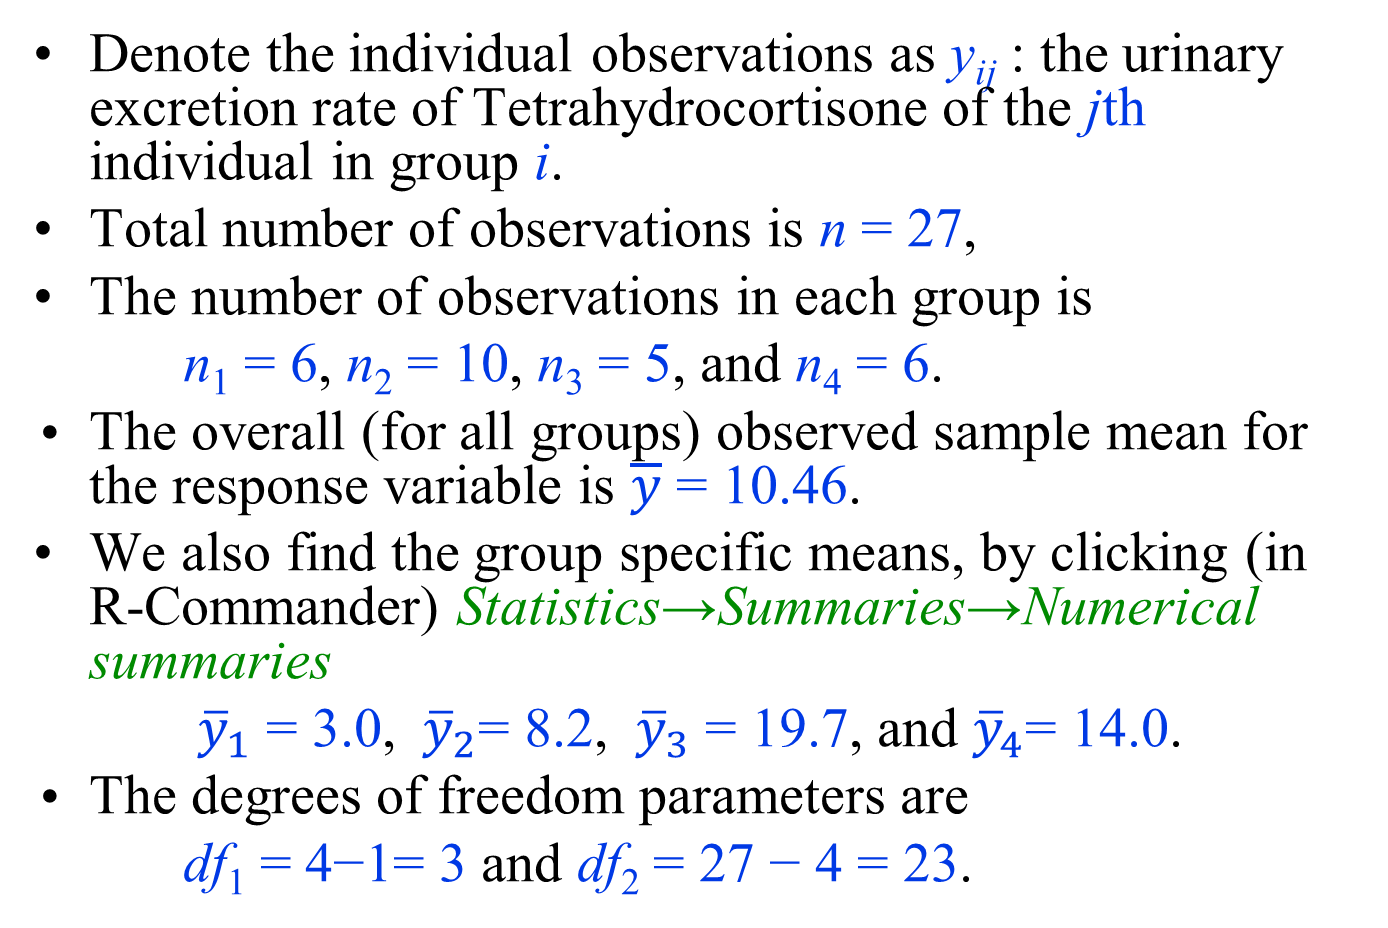 • Denote the individual observations as yᵢⱼ : the urinary
excretion rate of Tetrahydrocortisone of the jth
individual in group i.
• Total number of observations is n = 27,
• The number of observations in each group is
n₁ = 6, n₂ = 10, n₃ = 5, and n₄ = 6.
• The overall (for all groups) observed sample mean for
the response variable is y̅ = 10.46.
• We also find the group specific means, by clicking (in
R-Commander) Statistics→Summaries→Numerical
summaries
y̅₁ = 3.0, y̅₂= 8.2, y̅₃ = 19.7, and y̅₄= 14.0.
• The degrees of freedom parameters are
df₁ = 4−1= 3 and df₂ = 27 − 4 = 23.